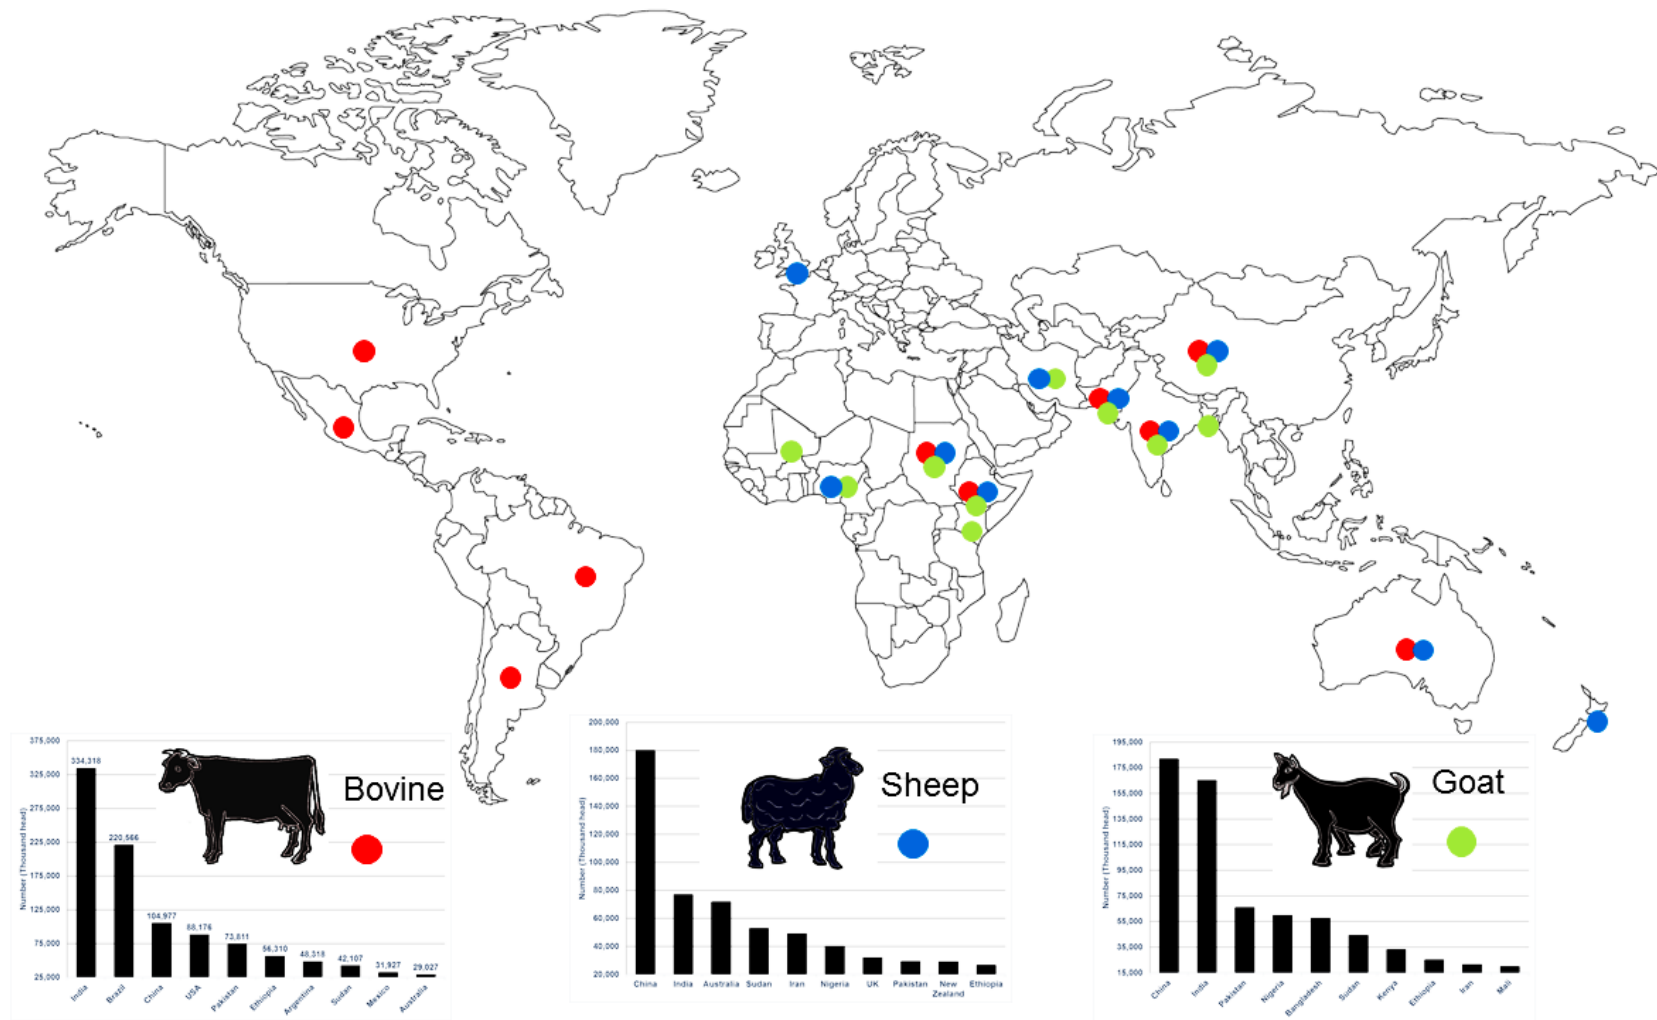 375,000
325,000
275,000
225,000
175,000
125,000
75,000
25,000
Number (Thousand head)
334,318
220,566
104,977
88,176
73,811
56,310
48,318
42,107
31,927
29,027
India
Brazil
China
USA
Pakistan
Ethiopia
Argentina
Sudan
Mexico
Australia
Bovine
200,000
180,000
160,000
140,000
120,000
100,000
80,000
60,000
40,000
20,000
Number (Thousand head)
China
India
Australia
Sudan
Iran
Nigeria
UK
Pakistan
New
Zealand
Ethiopia
Sheep
195,000
175,000
155,000
135,000
115,000
95,000
75,000
55,000
35,000
15,000
Number (Thousand head)
China
India
Pakistan
Nigeria
Bangladesh
Sudan
Kenya
Ethiopia
Iran
Mali
Goat